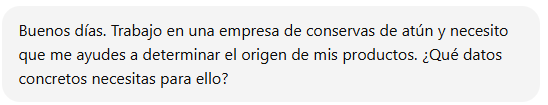 Buenos días. Trabajo en una empresa de conservas de atún y necesito
que me ayudes a determinar el origen de mis productos. ¿Qué datos
concretos necesitas para ello?